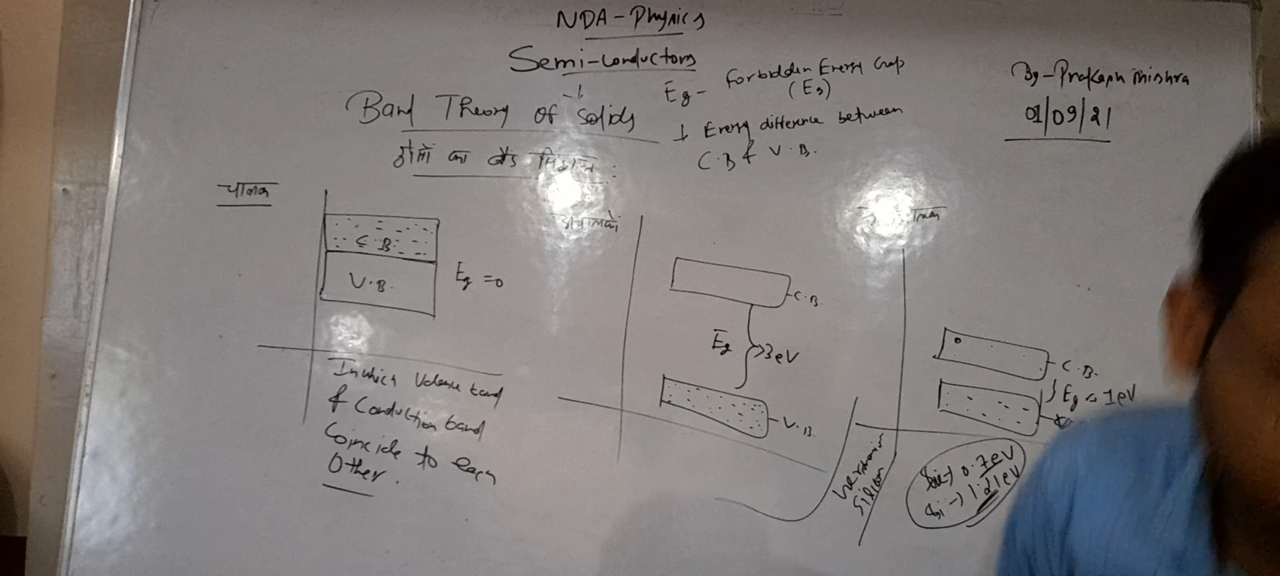 NDA-Physics
Semi-conductors
Band Theory of Solids
ठोसों का बैंड सिद्धान्त :
Eg - Forbidden Energy Gap
(Eg)
↓ Energy difference between
C.B & V.B.
By-Prakash Mishra
01/09/21
चालक
C.B.
V.B.
Eg = 0
In which Valence band
& Conduction band
Coincide to each
Other.
C.B.
Eg >3eV
V.B.
Silicon
C.B.
Eg ≈ 1eV
0.7eV
Si → 1.21eV